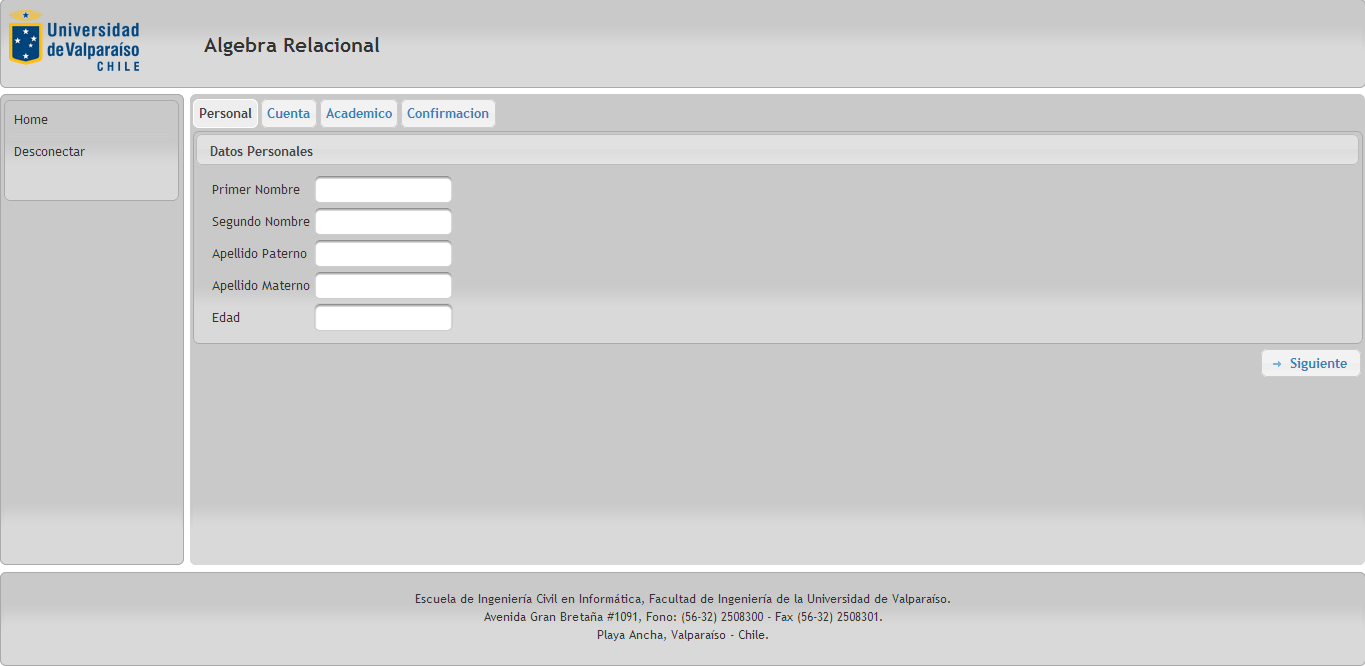 Universidad
de Valparaíso
CHILE
Algebra Relacional
Home
Desconectar
Personal Cuenta Academico Confirmacion
Datos Personales
Primer Nombre
Segundo Nombre
Apellido Paterno
Apellido Materno
Edad
→ Siguiente
Escuela de Ingeniería Civil en Informática, Facultad de Ingeniería de la Universidad de Valparaíso.
Avenida Gran Bretaña #1091, Fono: (56-32) 2508300 - Fax (56-32) 2508301.
Playa Ancha, Valparaíso - Chile.